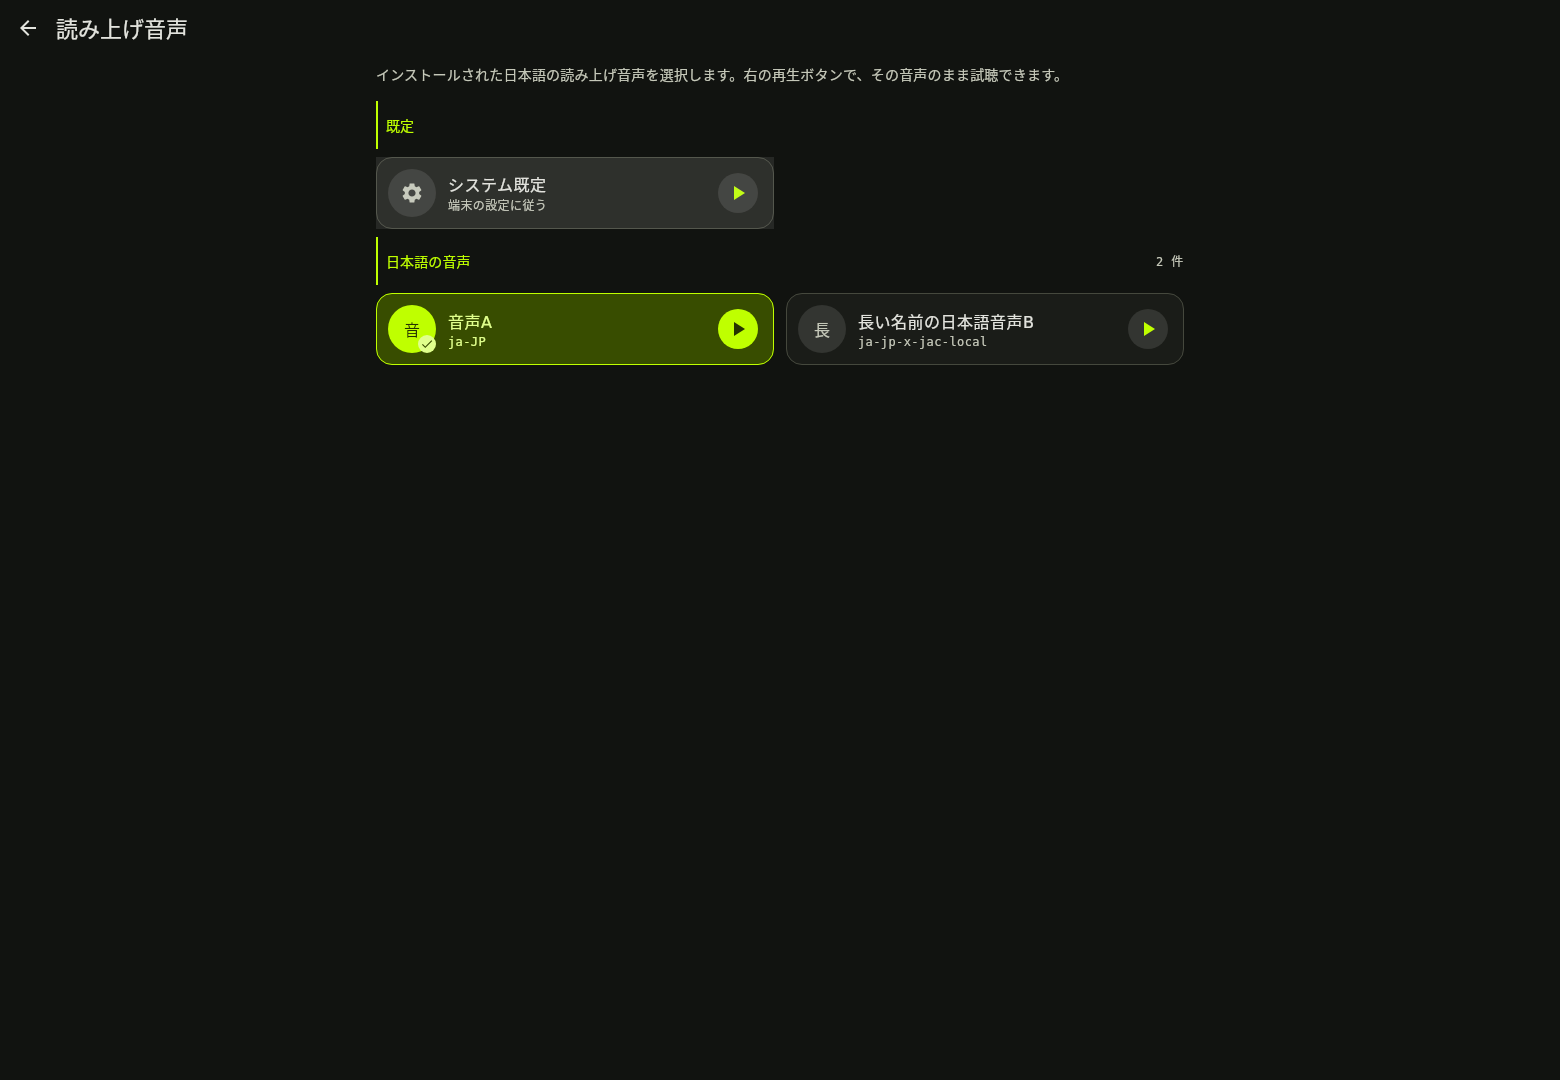 読み上げ音声
インストールされた日本語の読み上げ音声を選択します。右の再生ボタンで、その音声のまま試聴できます。
既定
システム既定
端末の設定に従う
日本語の音声
2 件
音
音声A
ja-JP
長
長い名前の日本語音声B
ja-jp-x-jac-local